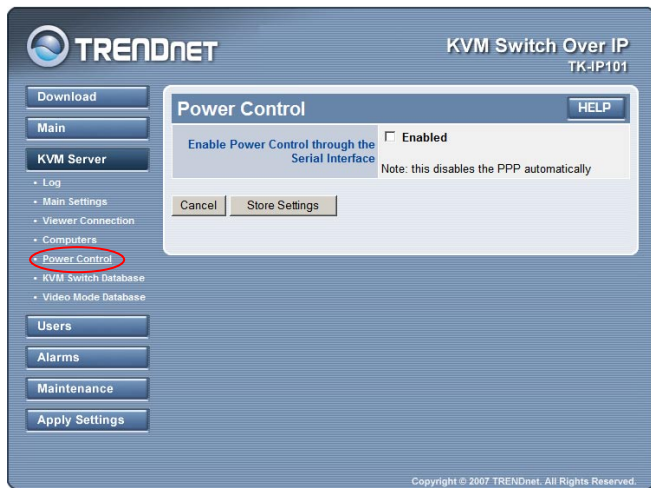 TRENDNET
KVM Switch Over IP
TK-IP101
Download
Main
KVM Server
• Log
• Main Settings
• Viewer Connection
• Computers
• Power Control
• KVM Switch Database
• Video Mode Database
Users
Alarms
Maintenance
Apply Settings
Power Control
HELP
Enable Power Control through the
Serial Interface
Enabled
Note: this disables the PPP automatically
Cancel
Store Settings
Copyright © 2007 TRENDnet. All Rights Reserved.